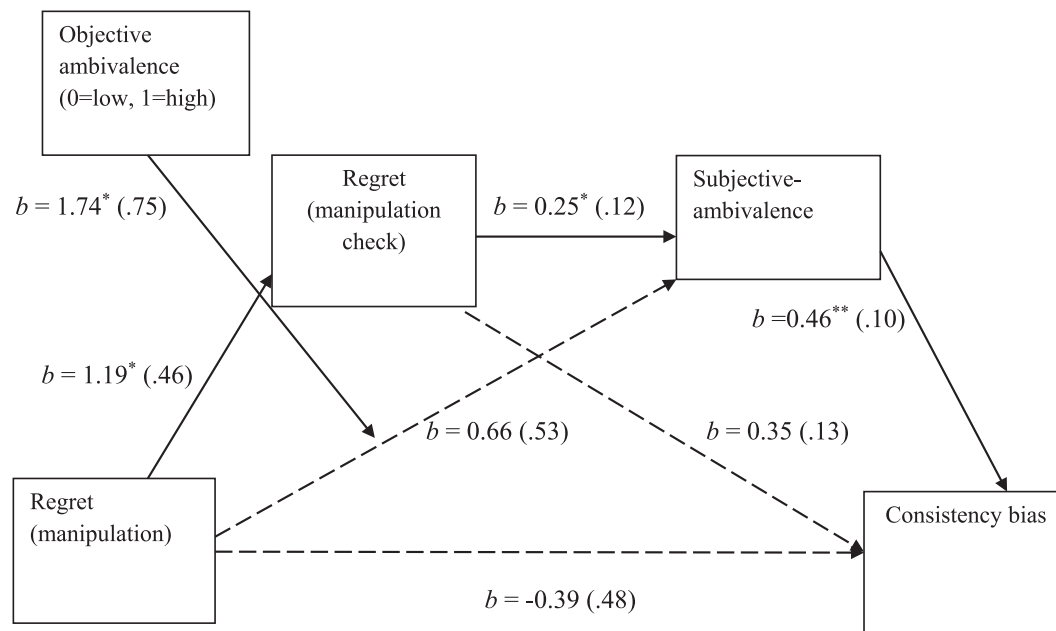 Objective
ambivalence
(0=low, 1=high)
Regret
(manipulation
check)
Subjective-
ambivalence
b = 1.74* (.75)
b = 0.25* (.12)
b =0.46** (.10)
b = 1.19* (.46)
b = 0.66 (.53)
b = 0.35 (.13)
Regret
(manipulation)
Consistency bias
b = -0.39 (.48)